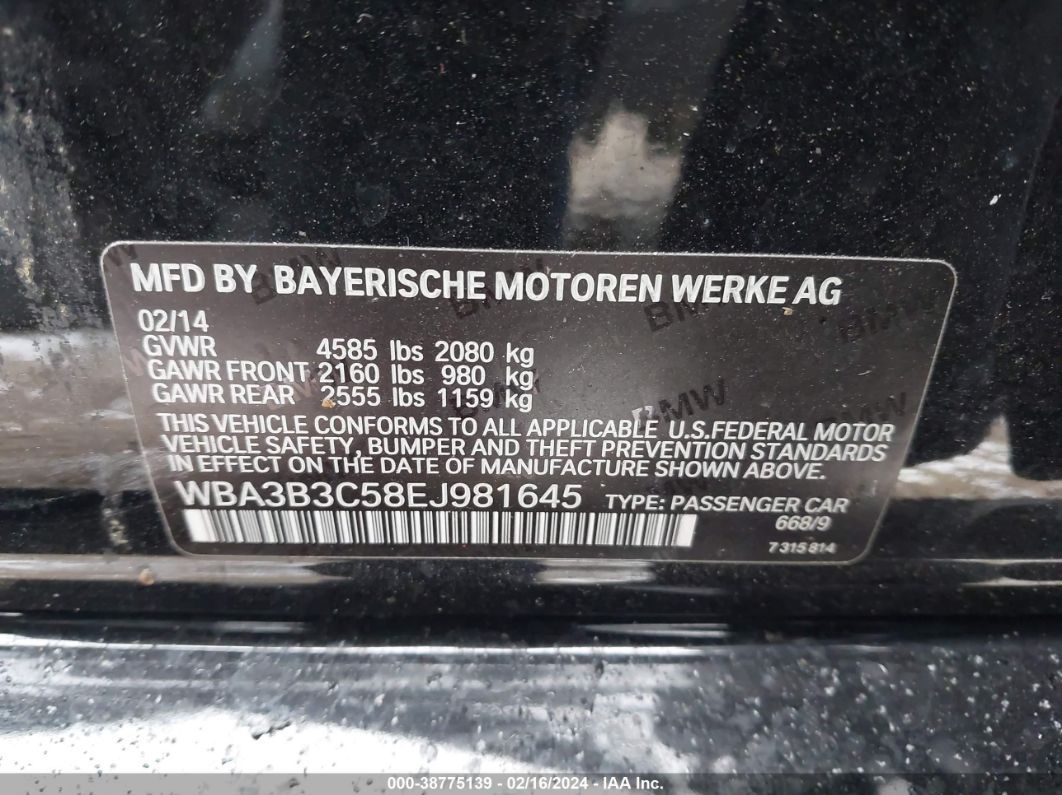 MFD BY BAYERISCHE MOTOREN WERKE AG
02/14
GVWR 4585 lbs 2080 kg
GAWR FRONT 2160 lbs 980 kg
GAWR REAR 2555 lbs 1159 kg
THIS VEHICLE CONFORMS TO ALL APPLICABLE U.S.FEDERAL MOTOR
VEHICLE SAFETY, BUMPER AND THEFT PREVENTION STANDARDS
IN EFFECT ON THE DATE OF MANUFACTURE SHOWN ABOVE.
WBA3B3C58EJ981645 TYPE: PASSENGER CAR
668/9
7 315 814
000-38775139 - 02/16/2024 - IAA Inc.